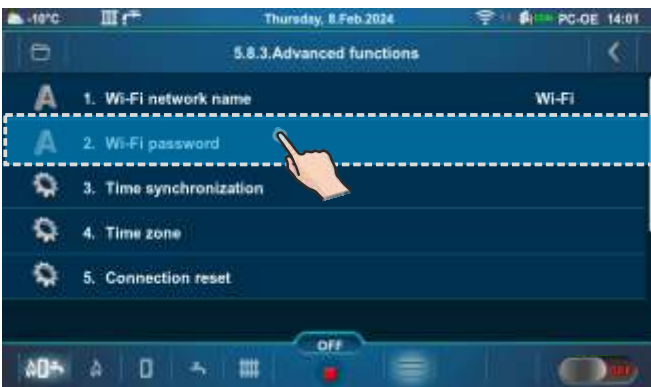 -10°C Thursday, 8.Feb.2024 PC-OE 14:01
5.8.3.Advanced functions
1. Wi-Fi network name Wi-Fi
2. Wi-Fi password
3. Time synchronization
4. Time zone
5. Connection reset
OFF
OFF